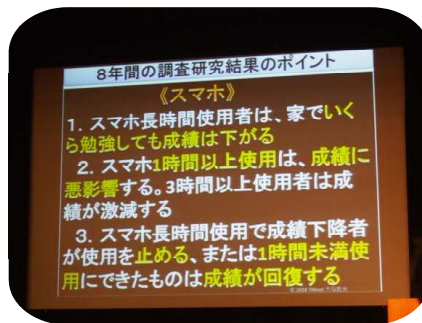 8年間の調査研究結果のポイント
《スマホ》
1. スマホ長時間使用者は、家でいく
ら勉強しても成績は下がる
2. スマホ1時間以上使用は、成績に
悪影響する。3時間以上使用者は成
績が激減する
3. スマホ長時間使用で成績下降者
が使用を止める、または1時間未満使
用にできたものは成績が回復する